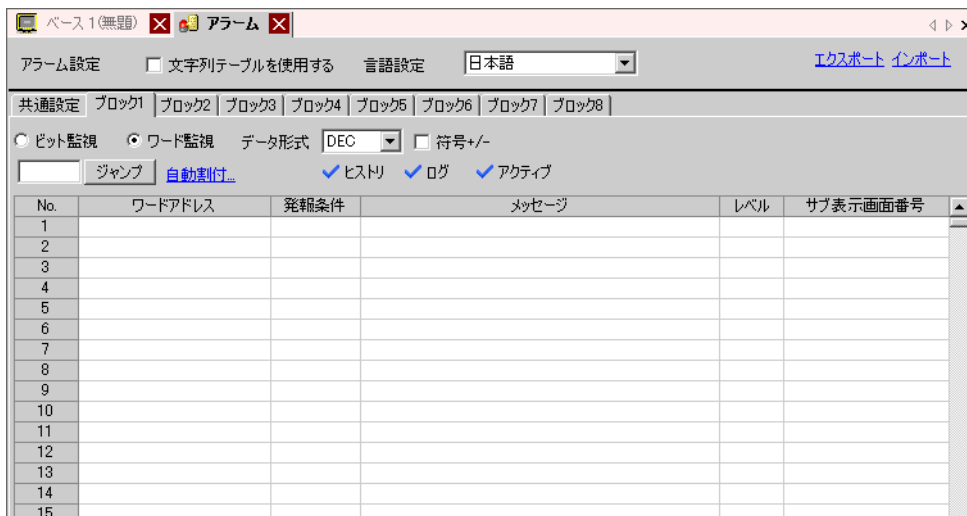 ベース 1(無題) アラーム
アラーム設定 文字列テーブルを使用する 言語設定 日本語 エクスポート インポート
共通設定 ブロック1 ブロック2 ブロック3 ブロック4 ブロック5 ブロック6 ブロック7 ブロック8
ビット監視 ワード監視 データ形式 DEC 符号+/-
ジャンプ 自動割付... ヒストリ ログ アクティブ
No. ワードアドレス 発報条件 メッセージ レベル サブ表示画面番号
1
2
3
4
5
6
7
8
9
10
11
12
13
14
15